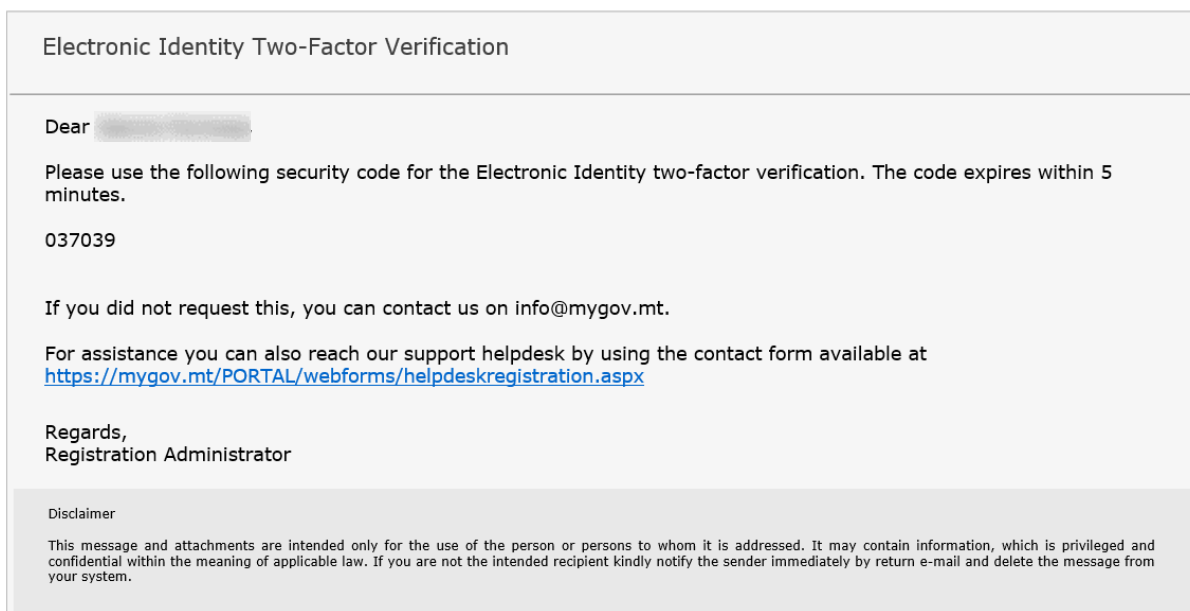 Electronic Identity Two-Factor Verification
Dear
Please use the following security code for the Electronic Identity two-factor verification. The code expires within 5
minutes.
037039
If you did not request this, you can contact us on info@mygov.mt.
For assistance you can also reach our support helpdesk by using the contact form available at
https://mygov.mt/PORTAL/webforms/helpdeskregistration.aspx
Regards,
Registration Administrator
Disclaimer
This message and attachments are intended only for the use of the person or persons to whom it is addressed. It may contain information, which is privileged and
confidential within the meaning of applicable law. If you are not the intended recipient kindly notify the sender immediately by return e-mail and delete the message from
your system.